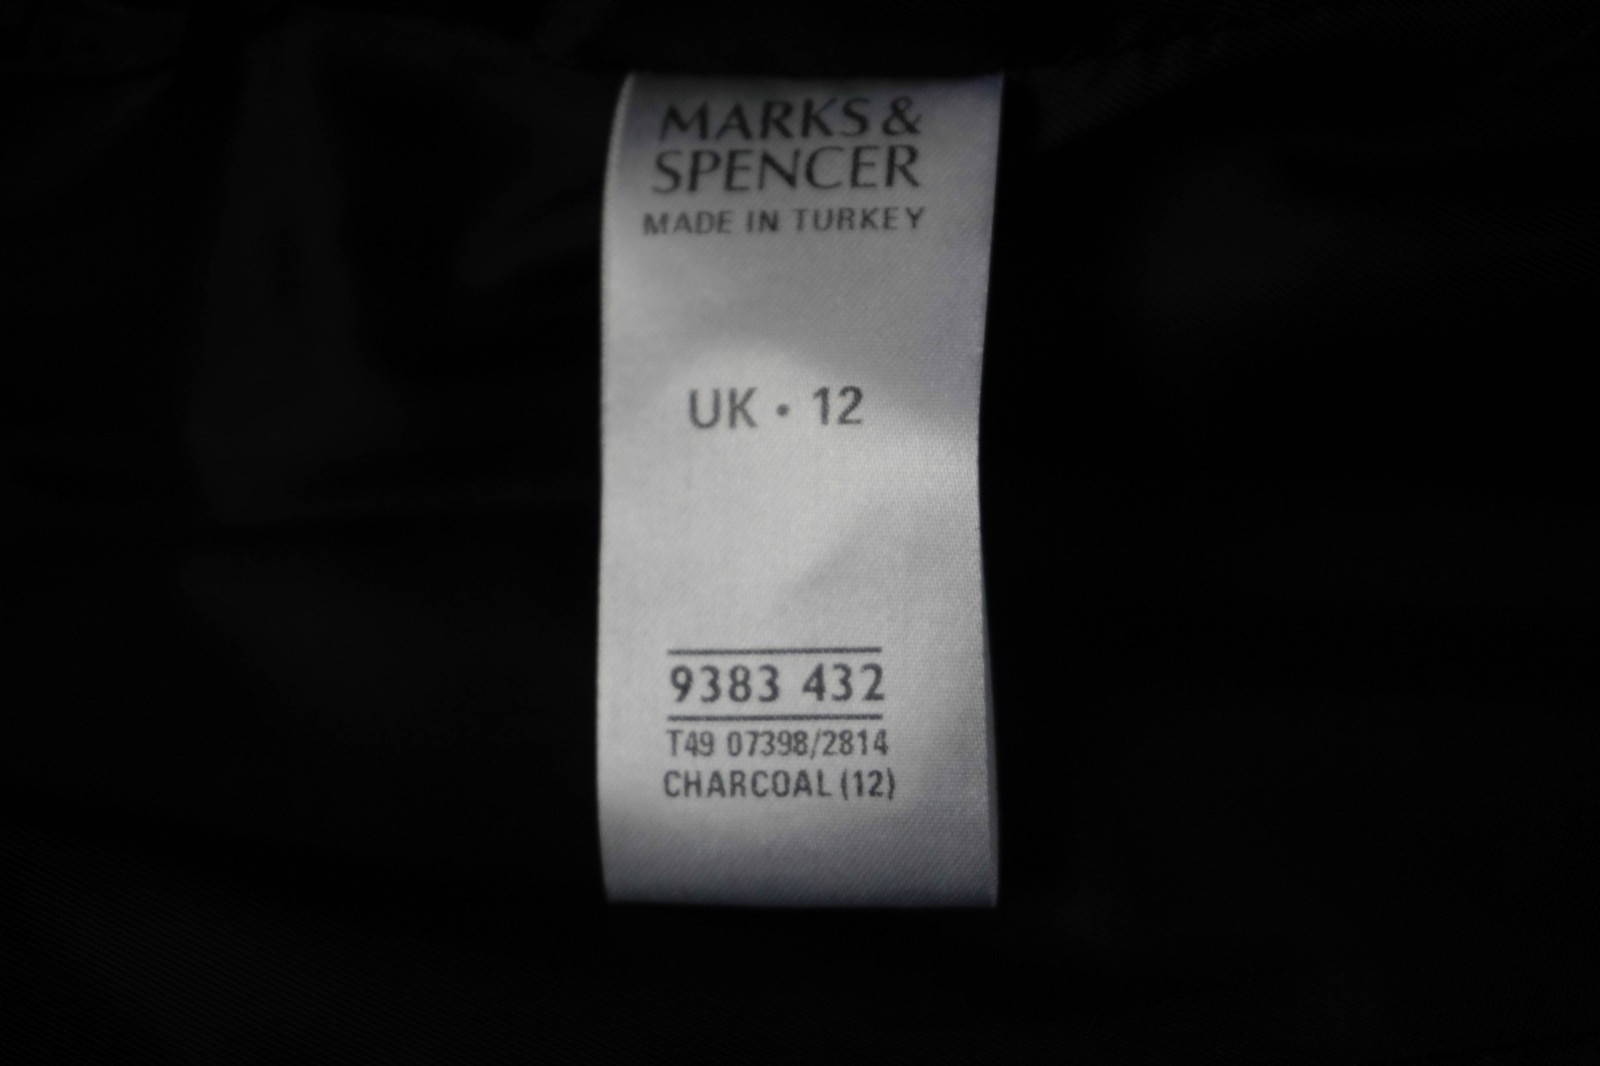 MARKS &
SPENCER
MADE IN TURKEY
UK • 12
9383 432
T49 07398/2814
CHARCOAL (12)